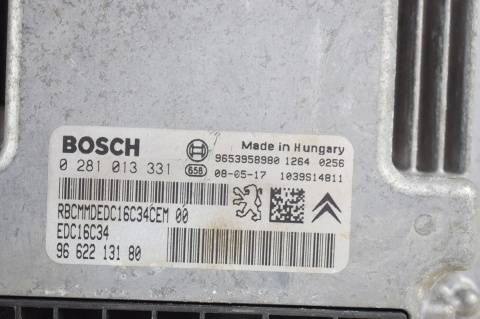 BOSCH
Made in Hungary
9653958980 1264 0256
0 281 013 331 658 08-05-17 1039S14811
RBCMMDEDC16C34CEM 00
EDC16C34
96 622 131 80